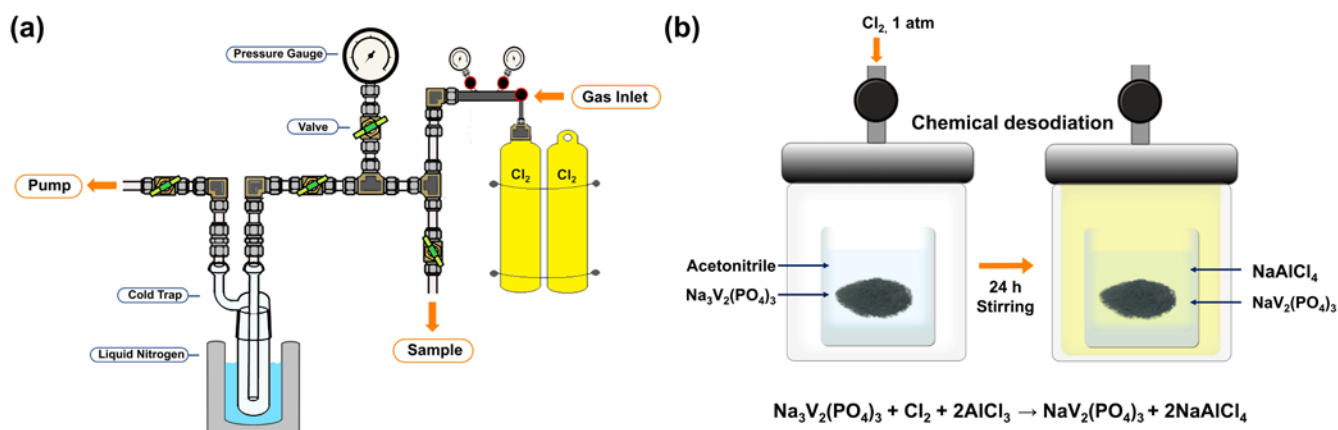 (a)
Pressure Gauge
Valve
Gas Inlet
Pump
Cl₂
Cl₂
Cold Trap
Liquid Nitrogen
Sample
(b)
Cl₂, 1 atm
Chemical desodiation
Acetonitrile
Na₃V₂(PO₄)₃
24 h
Stirring
NaAlCl₄
NaV₂(PO₄)₃
Na₃V₂(PO₄)₃ + Cl₂ + 2AlCl₃ → NaV₂(PO₄)₃ + 2NaAlCl₄